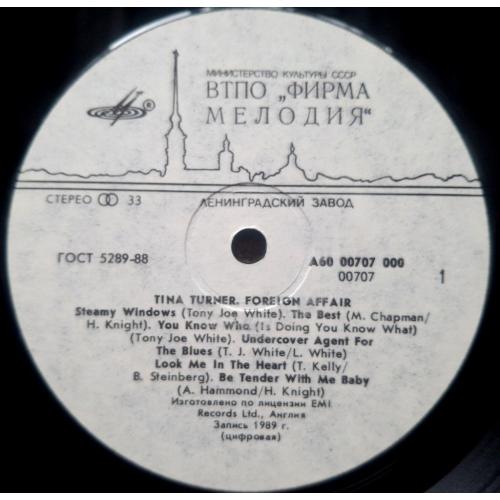 МИНИСТЕРСТВО КУЛЬТУРЫ СССР
ВТПО „ФИРМА
МЕЛОДИЯ“
®
СТЕРЕО 33
ЛЕНИНГРАДСКИЙ ЗАВОД
ГОСТ 5289-88
А60 00707 000
00707
1
TINA TURNER. FOREIGN AFFAIR
Steamy Windows (Tony Joe White). The Best (M. Chapman/
H. Knight). You Know Who (Is Doing You Know What)
(Tony Joe White). Undercover Agent For
The Blues (T. J. White/L. White)
Look Me In The Heart (T. Kelly/
B. Steinberg). Be Tender With Me Baby
(A. Hammond/H. Knight)
Изготовлено по лицензии EMI
Records Ltd., Англия
Запись 1989 г.
(цифровая)